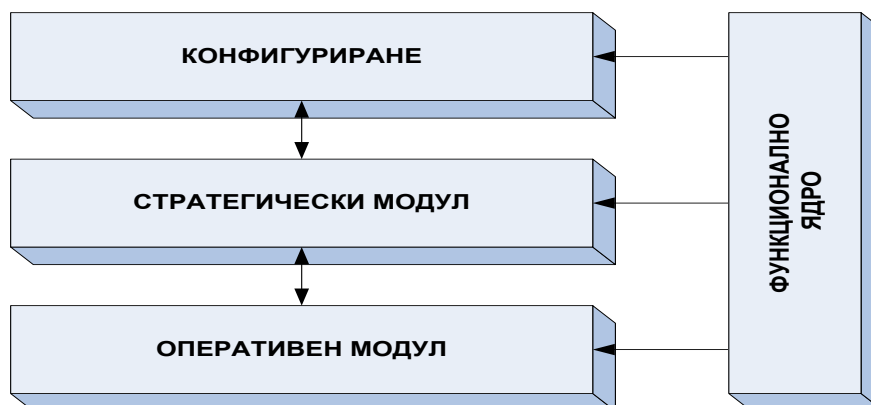 КОНФИГУРИРАНЕ
СТРАТЕГИЧЕСКИ МОДУЛ
ОПЕРАТИВЕН МОДУЛ
ФУНКЦИОНАЛНО
ЯДРО